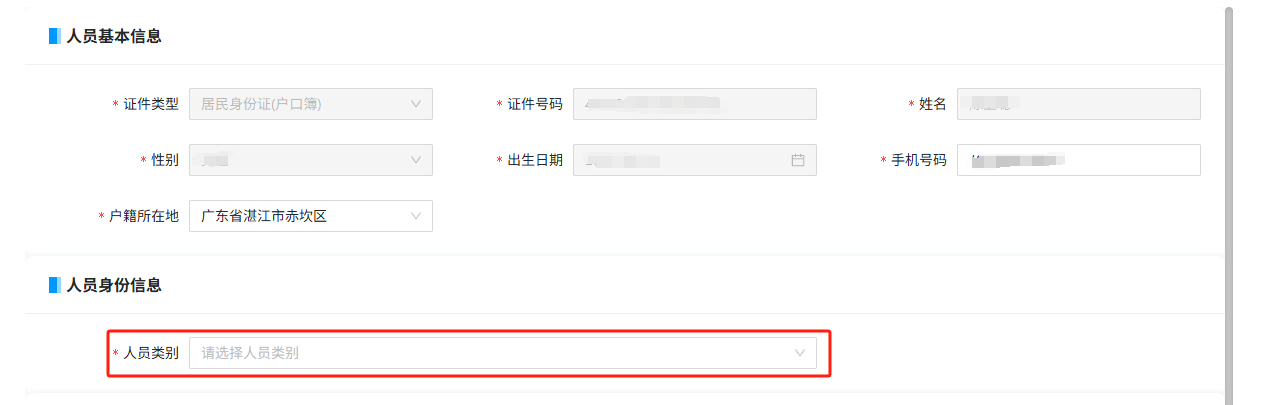 人员基本信息
* 证件类型 居民身份证(户口簿) * 证件号码 * 姓名
* 性别 * 出生日期 * 手机号码
* 户籍所在地 广东省湛江市赤坎区
人员身份信息
* 人员类别 请选择人员类别